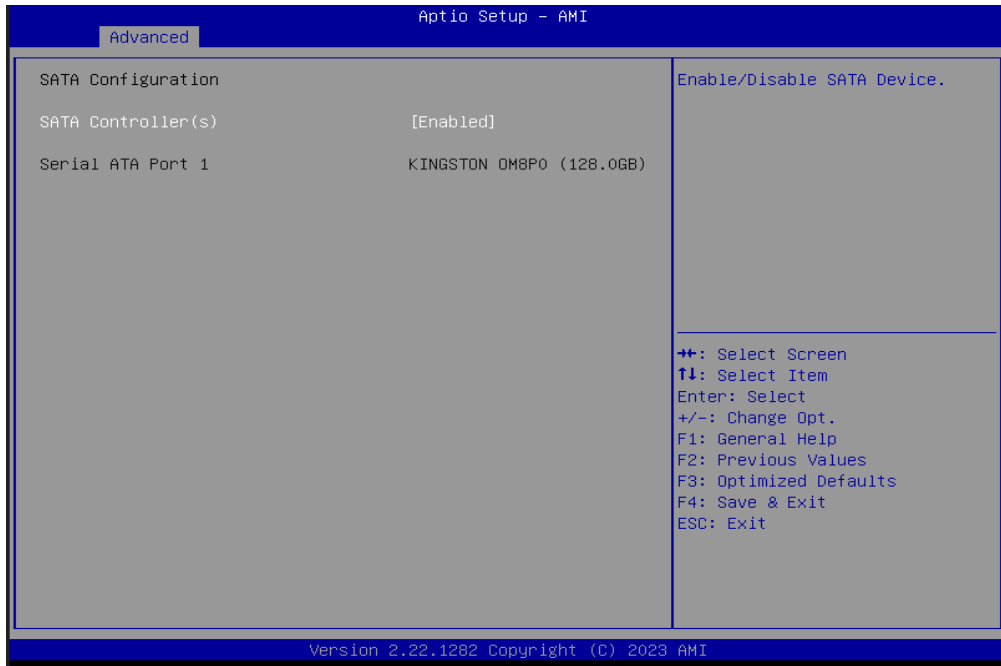 Aptio Setup – AMI
Advanced
SATA Configuration
SATA Controller(s) [Enabled]
Serial ATA Port 1 KINGSTON OM8P0 (128.0GB)
Enable/Disable SATA Device.
→←: Select Screen
↑↓: Select Item
Enter: Select
+/-: Change Opt.
F1: General Help
F2: Previous Values
F3: Optimized Defaults
F4: Save & Exit
ESC: Exit
Version 2.22.1282 Copyright (C) 2023 AMI